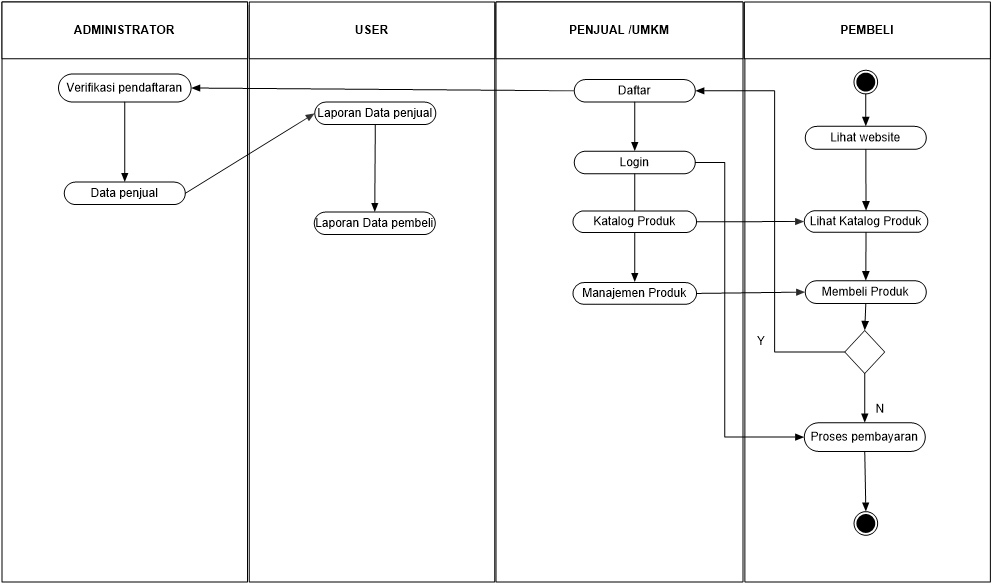 ADMINISTRATOR
USER
PENJUAL /UMKM
PEMBELI
Verifikasi pendaftaran
Data penjual
Laporan Data penjual
Laporan Data pembeli
Daftar
Login
Katalog Produk
Manajemen Produk
Lihat website
Lihat Katalog Produk
Membeli Produk
Y
N
Proses pembayaran